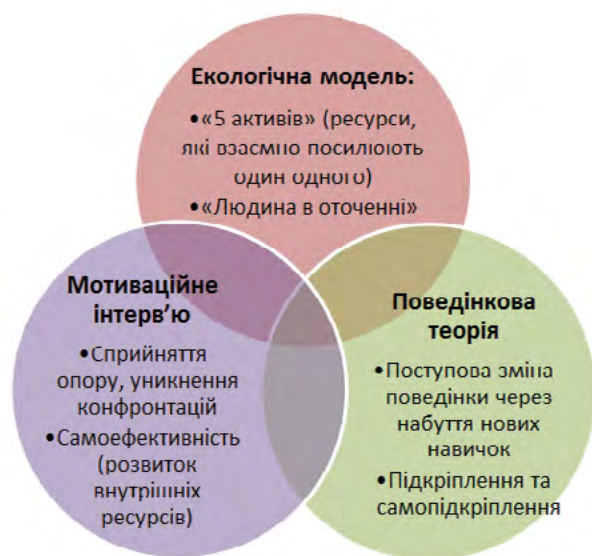 Екологічна модель:
•«5 активів» (ресурси,
які взаємно посилюють
один одного)
•«Людина в оточенні»
Мотиваційне
інтерв’ю
•Сприйняття
опору, уникнення
конфронтацій
•Самоефективність
(розвиток
внутрішніх
ресурсів)
Поведінкова
теорія
•Поступова зміна
поведінки через
набуття нових
навичок
•Підкріплення та
самопідкріплення